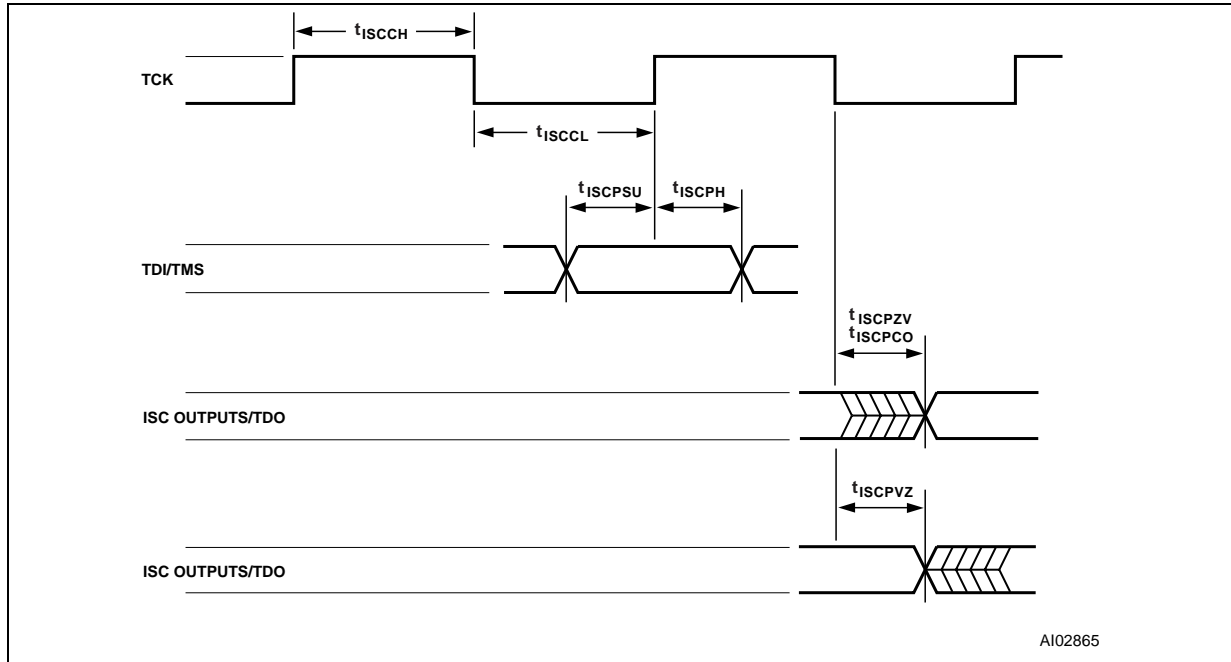 tISCCH
TCK
tISCCL
tISCPSU
tISCPH
TDI/TMS
tISCPZV
tISCPCO
ISC OUTPUTS/TDO
tISCPVZ
ISC OUTPUTS/TDO
AI02865